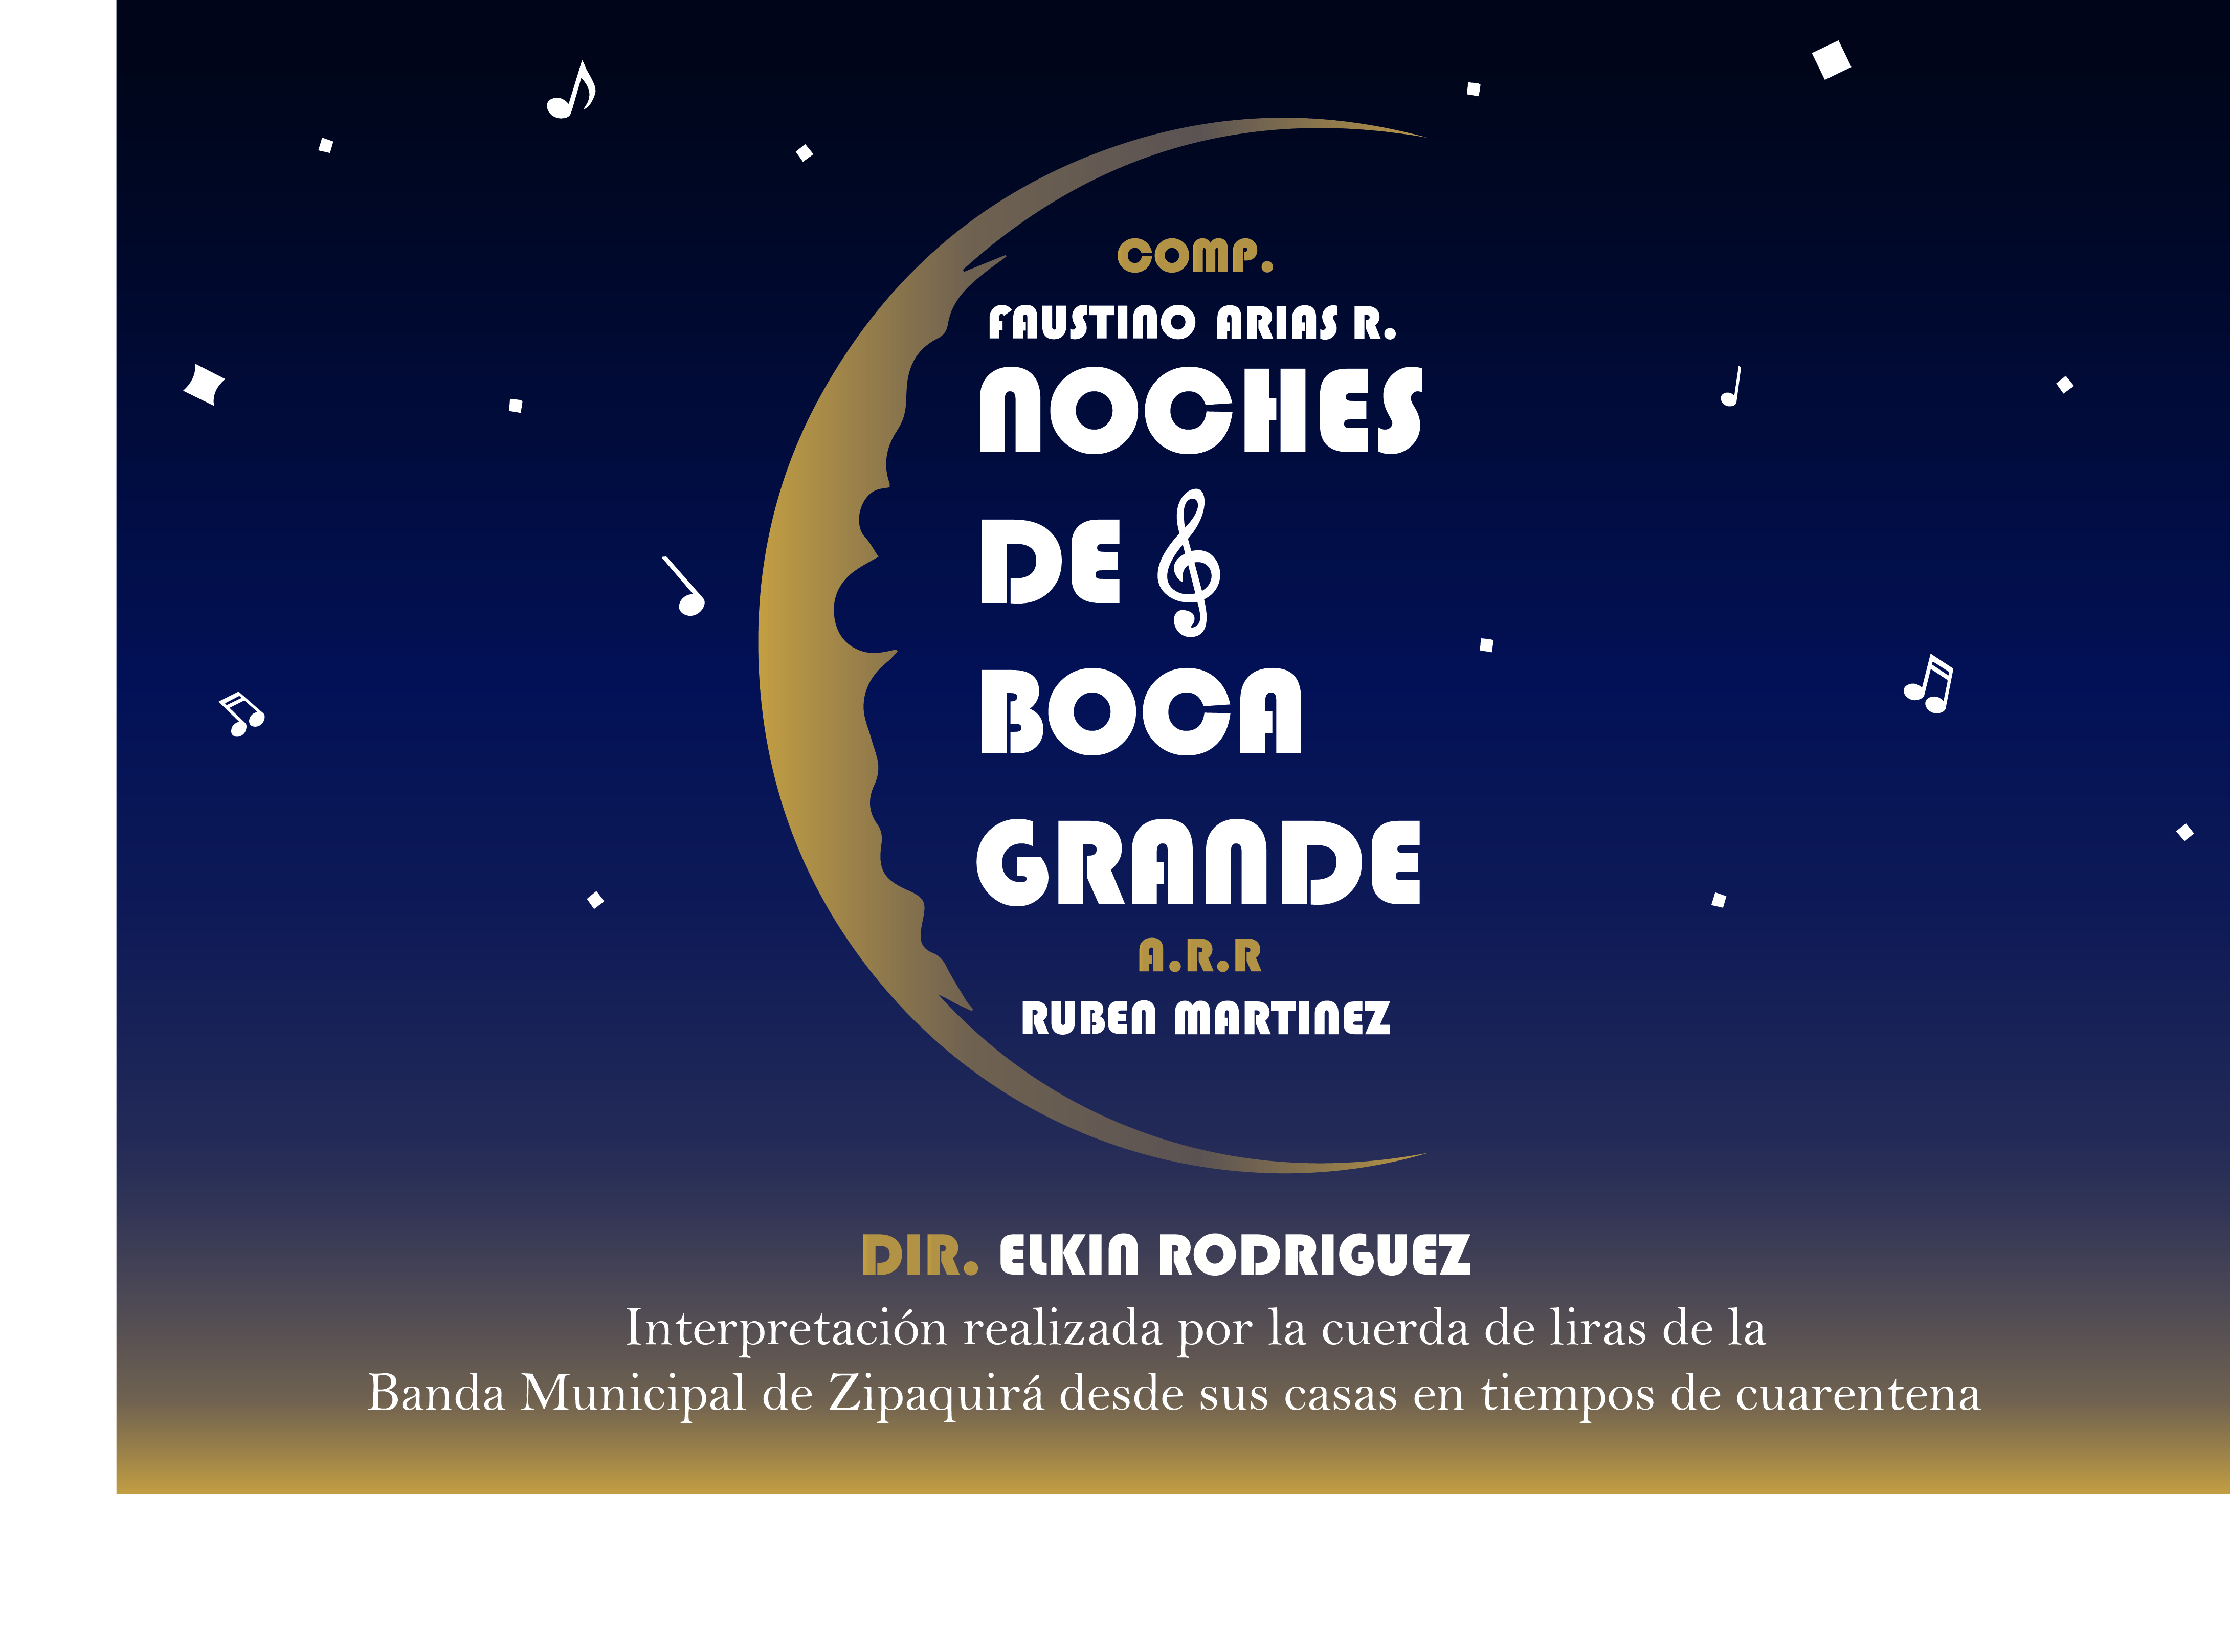 COMP.
FAUSTINO ARIAS R.
NOCHES
DE
BOCA
GRANDE
A.R.R
RUBEN MARTINEZ
DIR. ELKIN RODRIGUEZ
Interpretación realizada por la cuerda de liras de la
Banda Municipal de Zipaquirá desde sus casas en tiempos de cuarentena